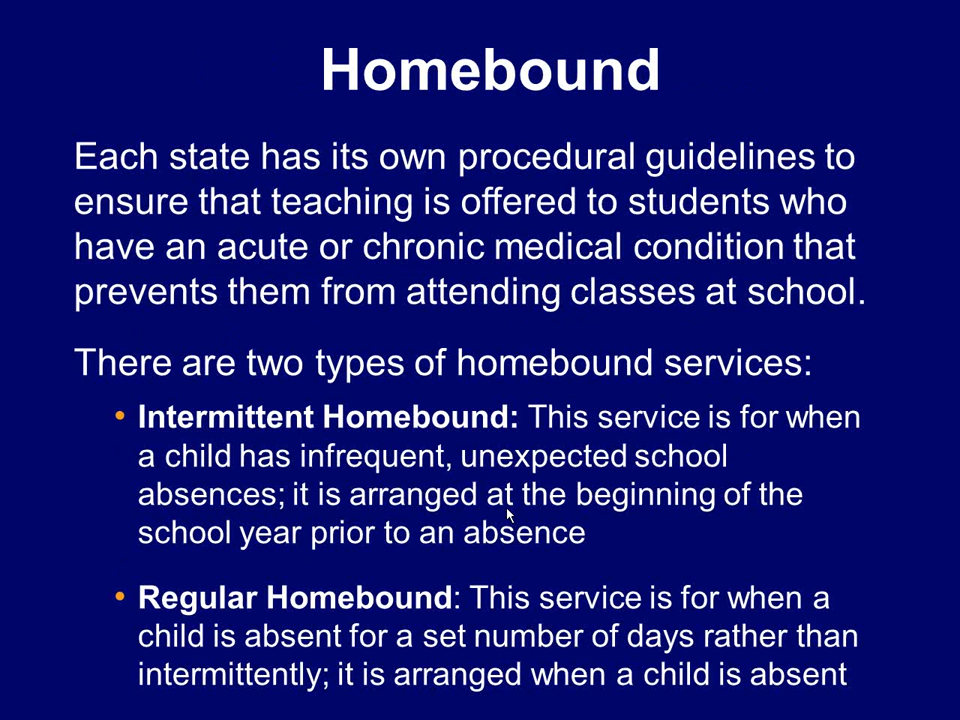 Homebound
Each state has its own procedural guidelines to
ensure that teaching is offered to students who
have an acute or chronic medical condition that
prevents them from attending classes at school.
There are two types of homebound services:
• Intermittent Homebound: This service is for when
a child has infrequent, unexpected school
absences; it is arranged at the beginning of the
school year prior to an absence
• Regular Homebound: This service is for when a
child is absent for a set number of days rather than
intermittently; it is arranged when a child is absent